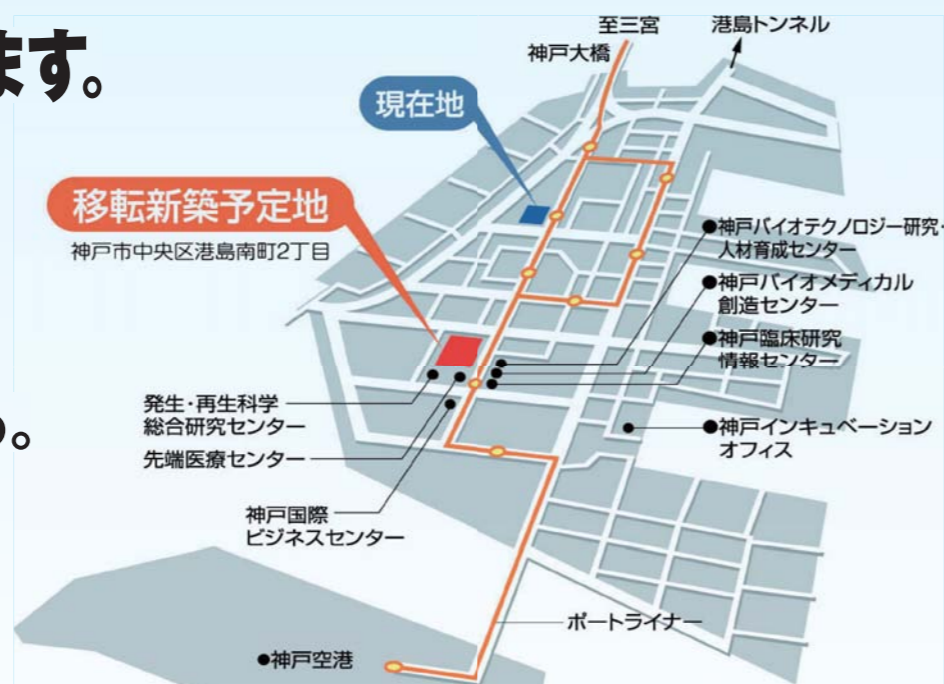 ます。
至三宮
港島トンネル
神戸大橋
現在地
移転新築予定地
神戸市中央区港島南町2丁目
●神戸バイオテクノロジー研究・
人材育成センター
●神戸バイオメディカル
創造センター
●神戸臨床研究
情報センター
発生・再生科学
総合研究センター
先端医療センター
●神戸インキュベーション
オフィス
神戸国際
ビジネスセンター
ポートライナー
●神戸空港